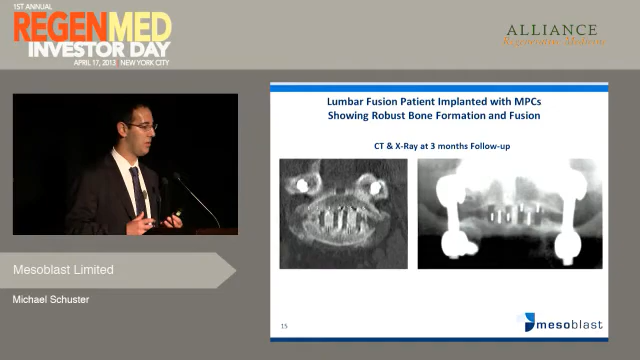 1ST ANNUAL
REGENMED
INVESTOR DAY
APRIL 17, 2013 | NEW YORK CITY
ALLIANCE
Regenerative Medicine
Lumbar Fusion Patient Implanted with MPCs
Showing Robust Bone Formation and Fusion
CT & X-Ray at 3 months Follow-up
Mesoblast Limited
Michael Schuster
15
mesoblast